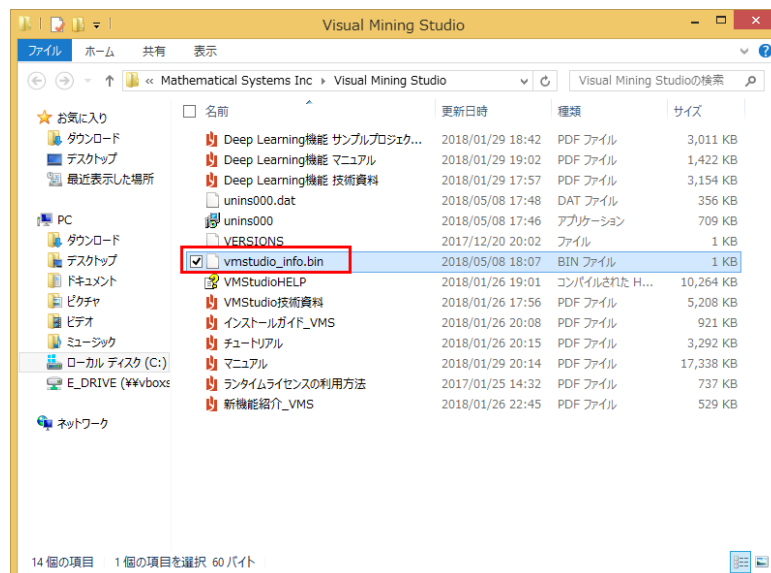 Visual Mining Studio
ファイル ホーム 共有 表示
« Mathematical Systems Inc Visual Mining Studio Visual Mining Studioの検索
お気に入り
ダウンロード
デスクトップ
最近表示した場所
PC
ダウンロード
デスクトップ
ドキュメント
ピクチャ
ビデオ
ミュージック
ローカル ディスク (C:)
E_DRIVE (¥¥vboxs
ネットワーク
名前 更新日時 種類 サイズ
Deep Learning機能 サンプルプロジェク... 2018/01/29 18:42 PDF ファイル 3,011 KB
Deep Learning機能 マニュアル 2018/01/29 19:02 PDF ファイル 1,422 KB
Deep Learning機能 技術資料 2018/01/29 17:57 PDF ファイル 3,154 KB
unins000.dat 2018/05/08 17:48 DAT ファイル 356 KB
unins000 2018/05/08 17:46 アプリケーション 709 KB
VERSIONS 2017/12/20 20:02 ファイル 1 KB
vmstudio_info.bin 2018/05/08 18:07 BIN ファイル 1 KB
VMStudioHELP 2018/01/26 19:01 コンパイルされた H... 10,264 KB
VMStudio技術資料 2018/01/26 17:56 PDF ファイル 5,208 KB
インストールガイド_VMS 2018/01/26 20:08 PDF ファイル 921 KB
チュートリアル 2018/01/26 20:15 PDF ファイル 3,292 KB
マニュアル 2018/01/29 20:14 PDF ファイル 17,338 KB
ランタイムライセンスの利用方法 2017/01/25 14:32 PDF ファイル 737 KB
新機能紹介_VMS 2018/01/26 22:45 PDF ファイル 529 KB
14 個の項目 1 個の項目を選択 60 バイト